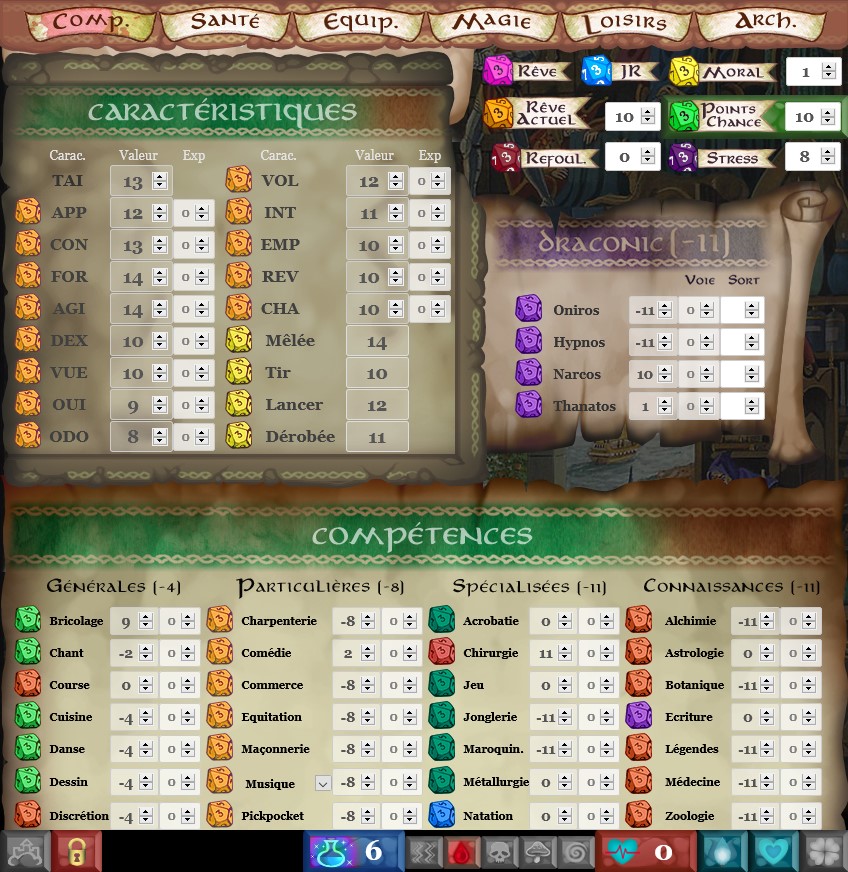 Comp. Santé Equip. Magie Loisirs Arch.
Rêve JR Moral 1
Rêve Actuel 10 Points Chance 10
Refoul. 0 Stress 8
Caractéristiques
Carac. Valeur Exp Carac. Valeur Exp
TAI 13 VOL 12 0
APP 12 0 INT 11 0
CON 13 0 EMP 10 0
FOR 14 0 REV 10 0
AGI 14 0 CHA 10 0
DEX 10 0 Mêlée 14
VUE 10 0 Tir 10
OUI 9 0 Lancer 12
ODO 8 0 Dérobée 11
Draconic (-11)
Voie Sort
Oniros -11 0
Hypnos -11 0
Narcos 10 0
Thanatos 1 0
Compétences
Générales (-4) Particulières (-8) Spécialisées (-11) Connaissances (-11)
Bricolage 9 0 Charpenterie -8 0 Acrobatie 0 0 Alchimie -11 0
Chant -2 0 Comédie 2 0 Chirurgie 11 0 Astrologie 0 0
Course 0 0 Commerce -8 0 Jeu 0 0 Botanique -11 0
Cuisine -4 0 Equitation -8 0 Jonglerie -11 0 Ecriture 0 0
Danse -4 0 Maçonnerie -8 0 Maroquin. -11 0 Légendes -11 0
Dessin -4 0 Musique -8 0 Métallurgie 0 0 Médecine -11 0
Discrétion -4 0 Pickpocket -8 0 Natation 0 0 Zoologie -11 0
6 0